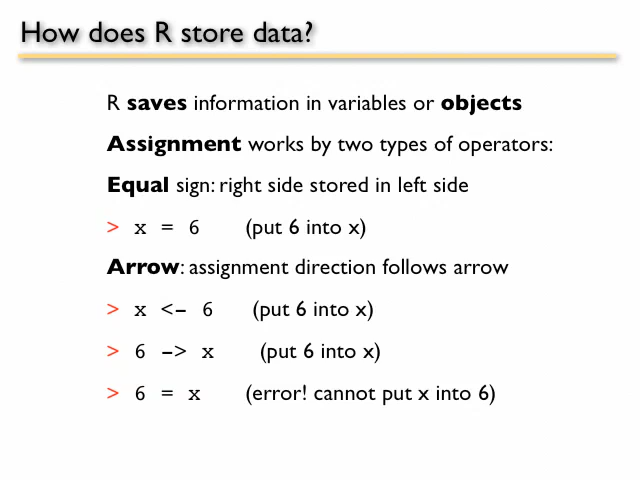 How does R store data?
R saves information in variables or objects
Assignment works by two types of operators:
Equal sign: right side stored in left side
> x = 6 (put 6 into x)
Arrow: assignment direction follows arrow
> x <- 6 (put 6 into x)
> 6 -> x (put 6 into x)
> 6 = x (error! cannot put x into 6)